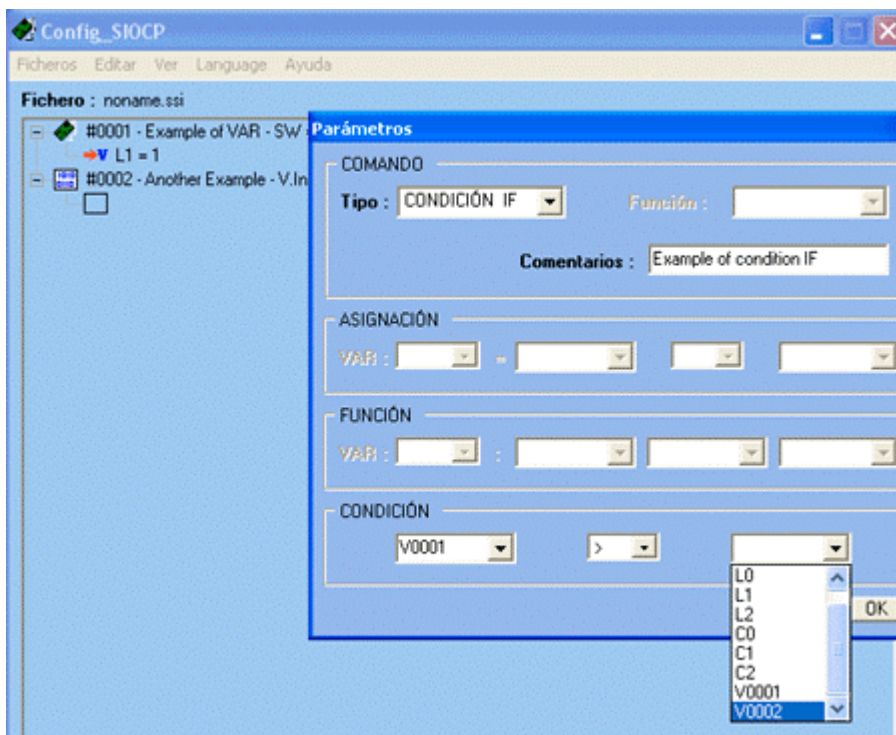 Config_SIOCP
Ficheros Editar Ver Language Ayuda
Fichero : noname.ssi
#0001 - Example of VAR - SW
L1 = 1
#0002 - Another Example - V.In
Parámetros
COMANDO
Tipo : CONDICIÓN IF Función :
Comentarios : Example of condition IF
ASIGNACIÓN
VAR : =
FUNCIÓN
VAR : :
CONDICIÓN
V0001 >
L0
L1
L2
C0
C1
C2
V0001
V0002
OK